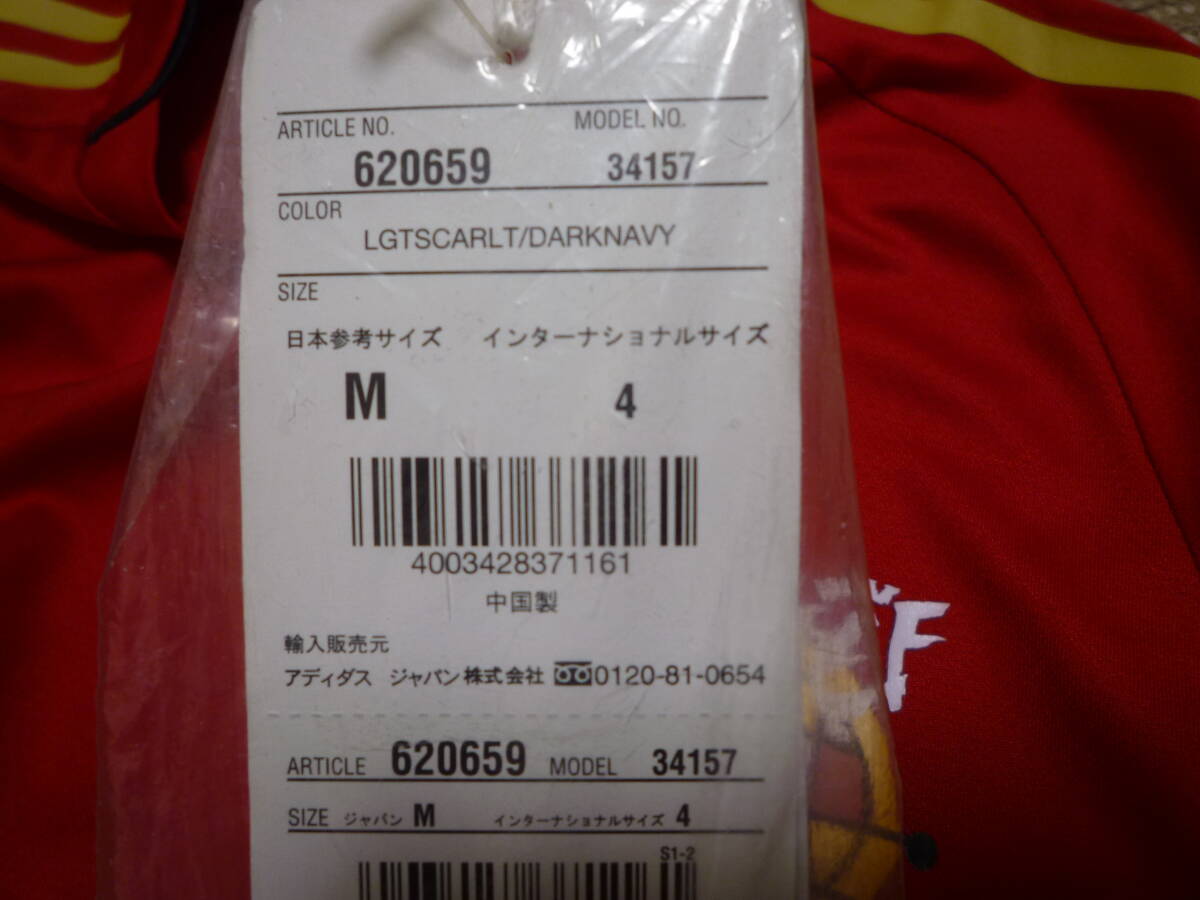 ARTICLE NO. MODEL NO.
620659 34157
COLOR
LGTSCARLT/DARKNAVY
SIZE
日本参考サイズ インターナショナルサイズ
M 4
4003428371161
中国製
輸入販売元
アディダス ジャパン株式会社 0120-81-0654
ARTICLE 620659 MODEL 34157
SIZE ジャパン M インターナショナルサイズ 4
S1-2